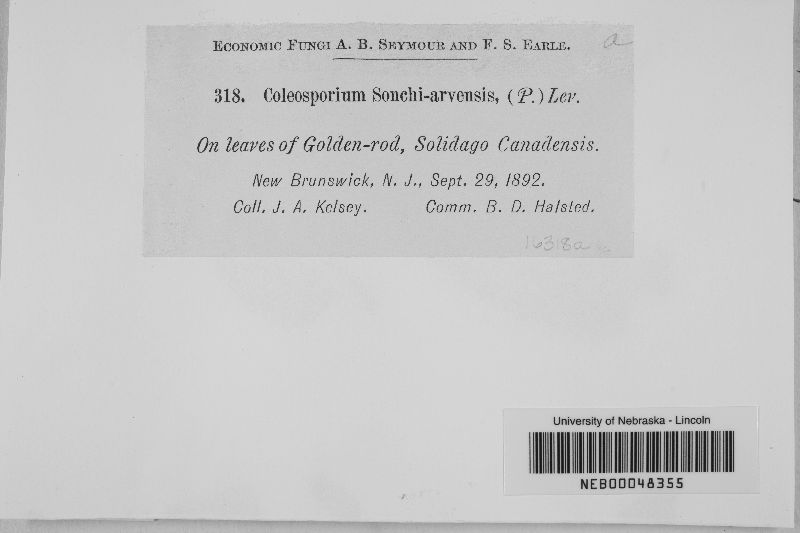 Economic Fungi A. B. Seymour and F. S. Earle.
a
318. Coleosporium Sonchi-arvensis, (P.) Lev.
On leaves of Golden-rod, Solidago Canadensis.
New Brunswick, N. J., Sept. 29, 1892.
Coll. J. A. Kelsey. Comm. B. D. Halsted.
16318a
University of Nebraska - Lincoln
NEB00048355